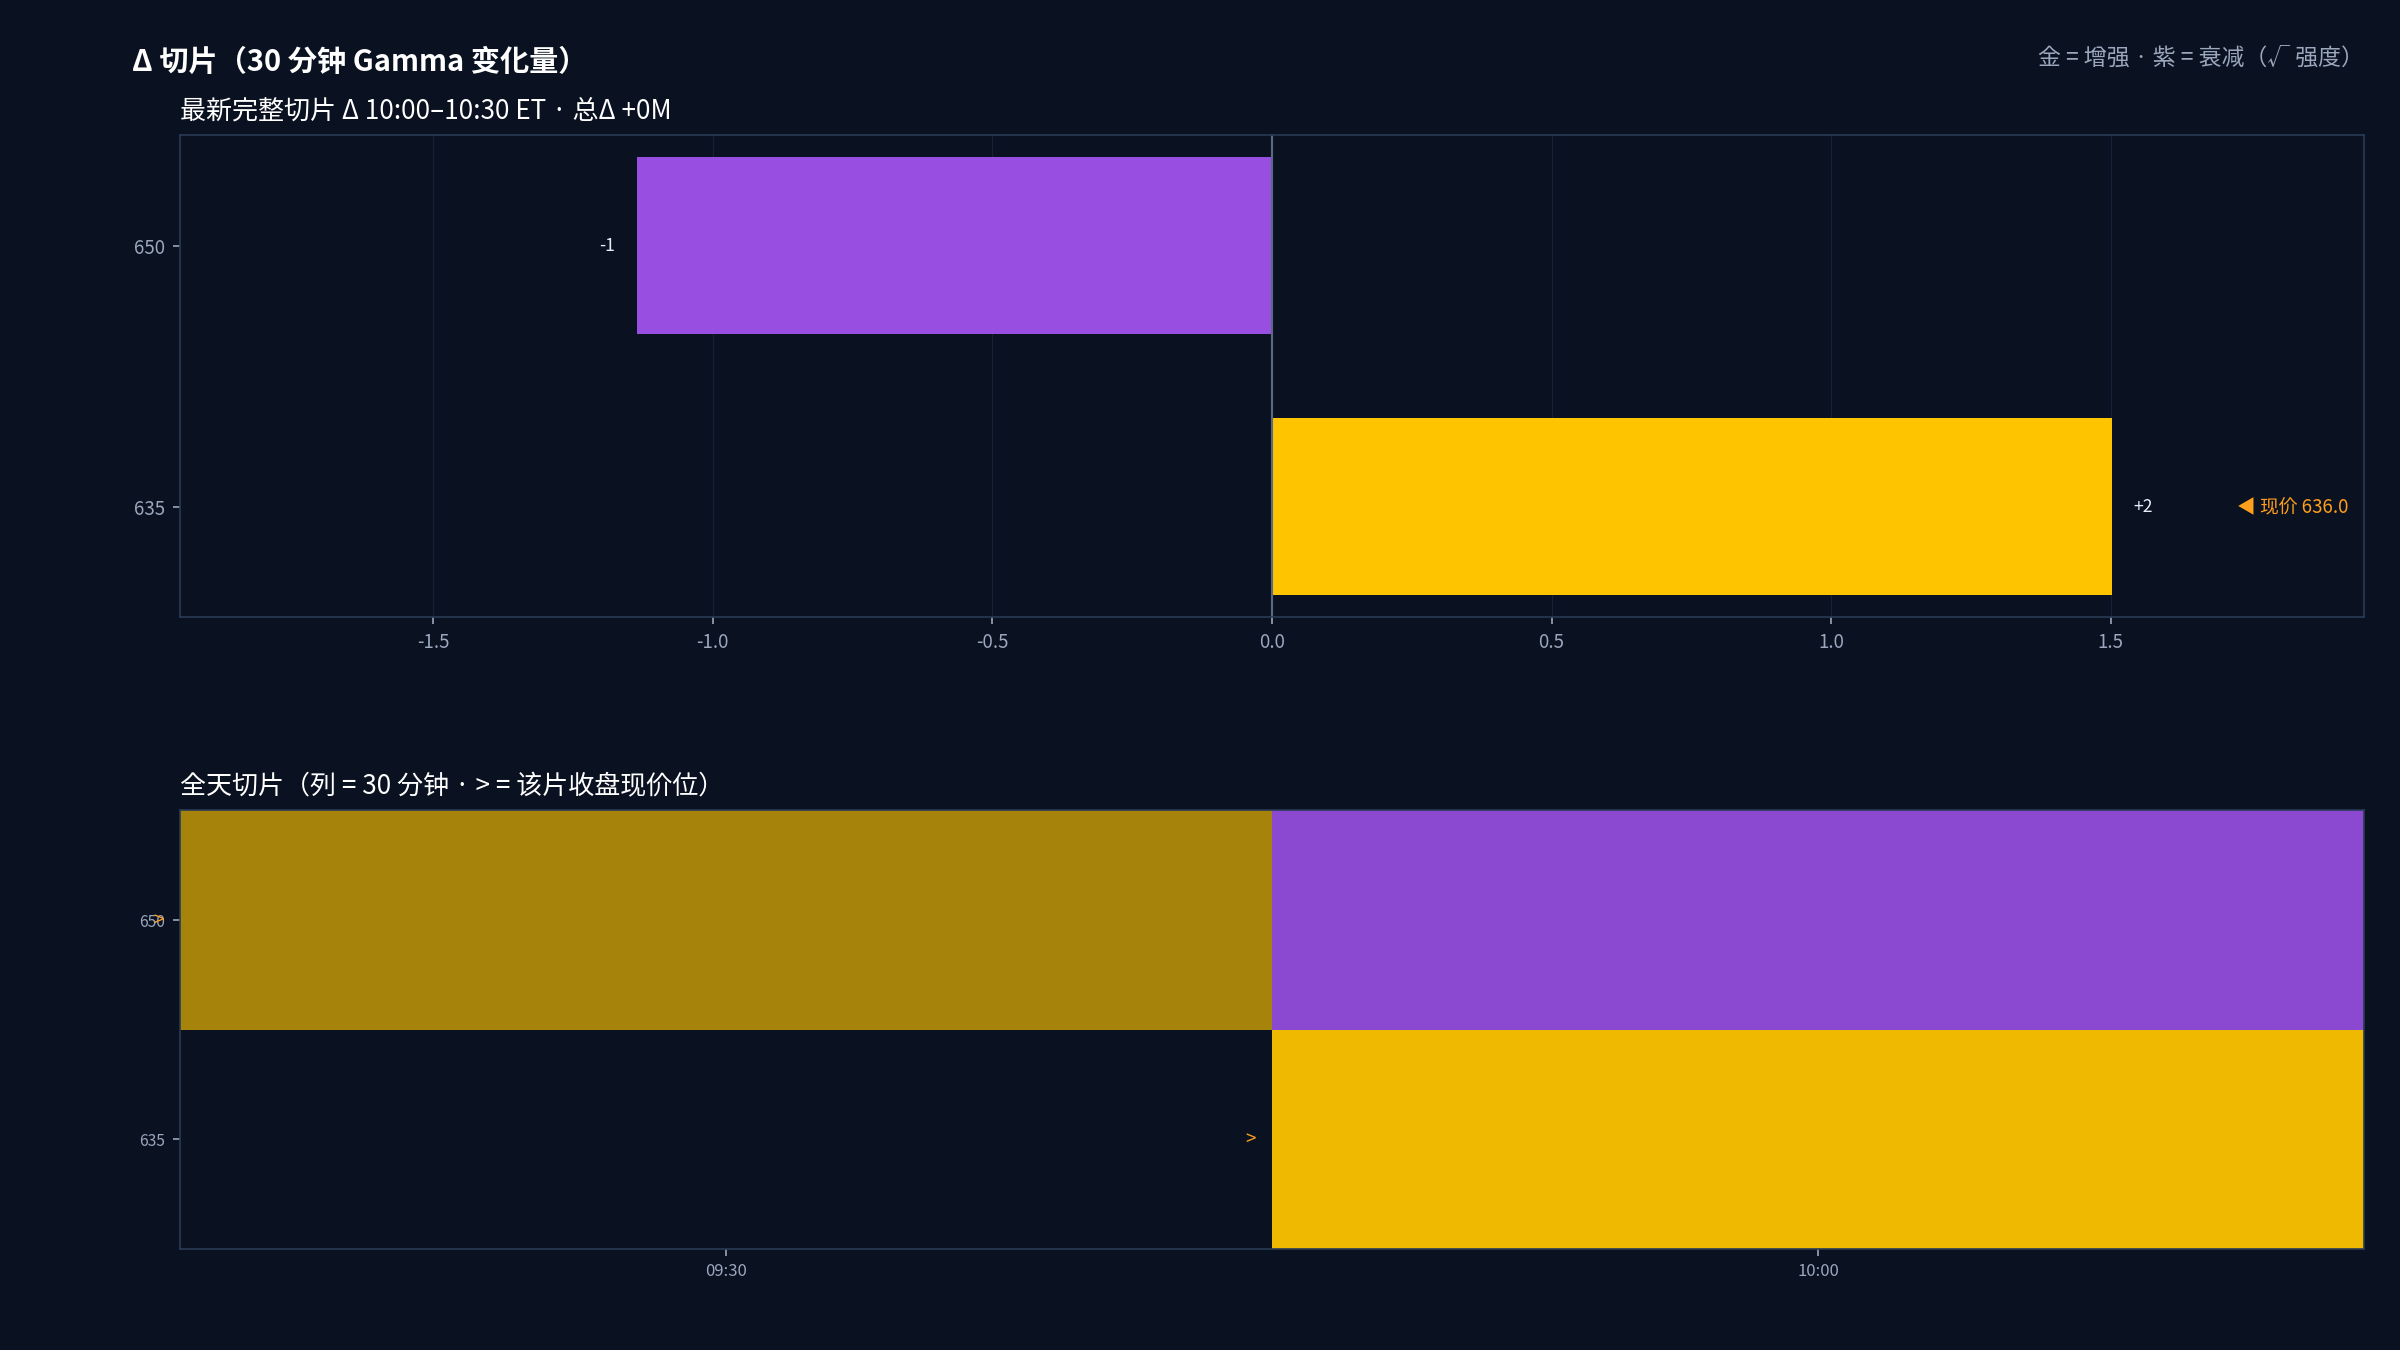 Δ 切片（30 分钟 Gamma 变化量）
金 = 增强 · 紫 = 衰减（√ 强度）
最新完整切片 Δ 10:00–10:30 ET · 总Δ +0M
650
-1
635
+2
◀ 现价 636.0
-1.5 -1.0 -0.5 0.0 0.5 1.0 1.5
全天切片（列 = 30 分钟 · > = 该片收盘现价位）
650
>
635
>
09:30 10:00